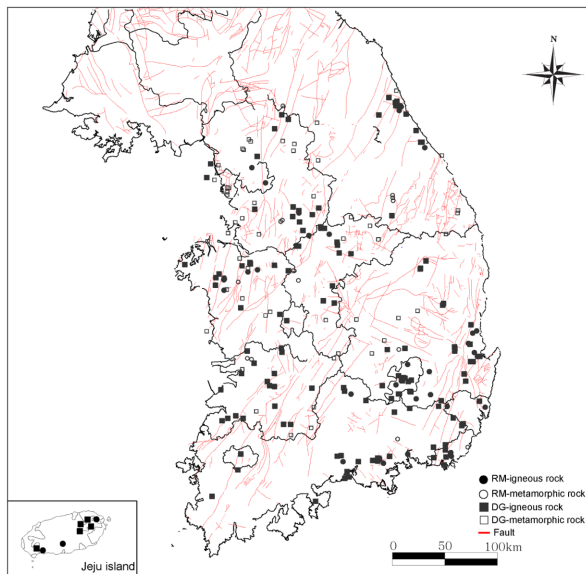 N
RM-igneous rock
RM-metamorphic rock
DG-igneous rock
DG-metamorphic rock
Fault
0 50 100km
Jeju island